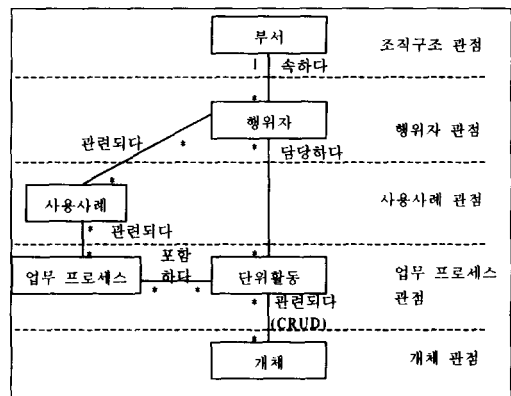 부서
조직구조 관점
1 속하다
*
행위자
행위자 관점
관련되다
*
*
담당하다
*
사용사례
사용사례 관점
*
관련되다
*
*
업무 프로세스
포함
하다
*
*
단위활동
업무 프로세스
관점
*
관련되다
(CRUD)
*
개체
개체 관점